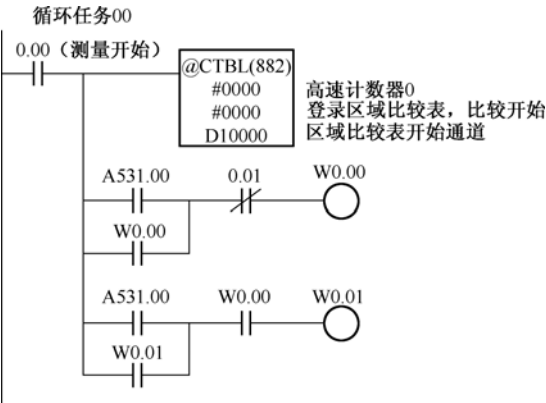 循环任务00
0.00（测量开始）
@CTBL(882)
#0000 高速计数器0
#0000 登录区域比较表，比较开始
D10000 区域比较表开始通道
A531.00 0.01 W0.00
W0.00
A531.00 W0.00 W0.01
W0.01